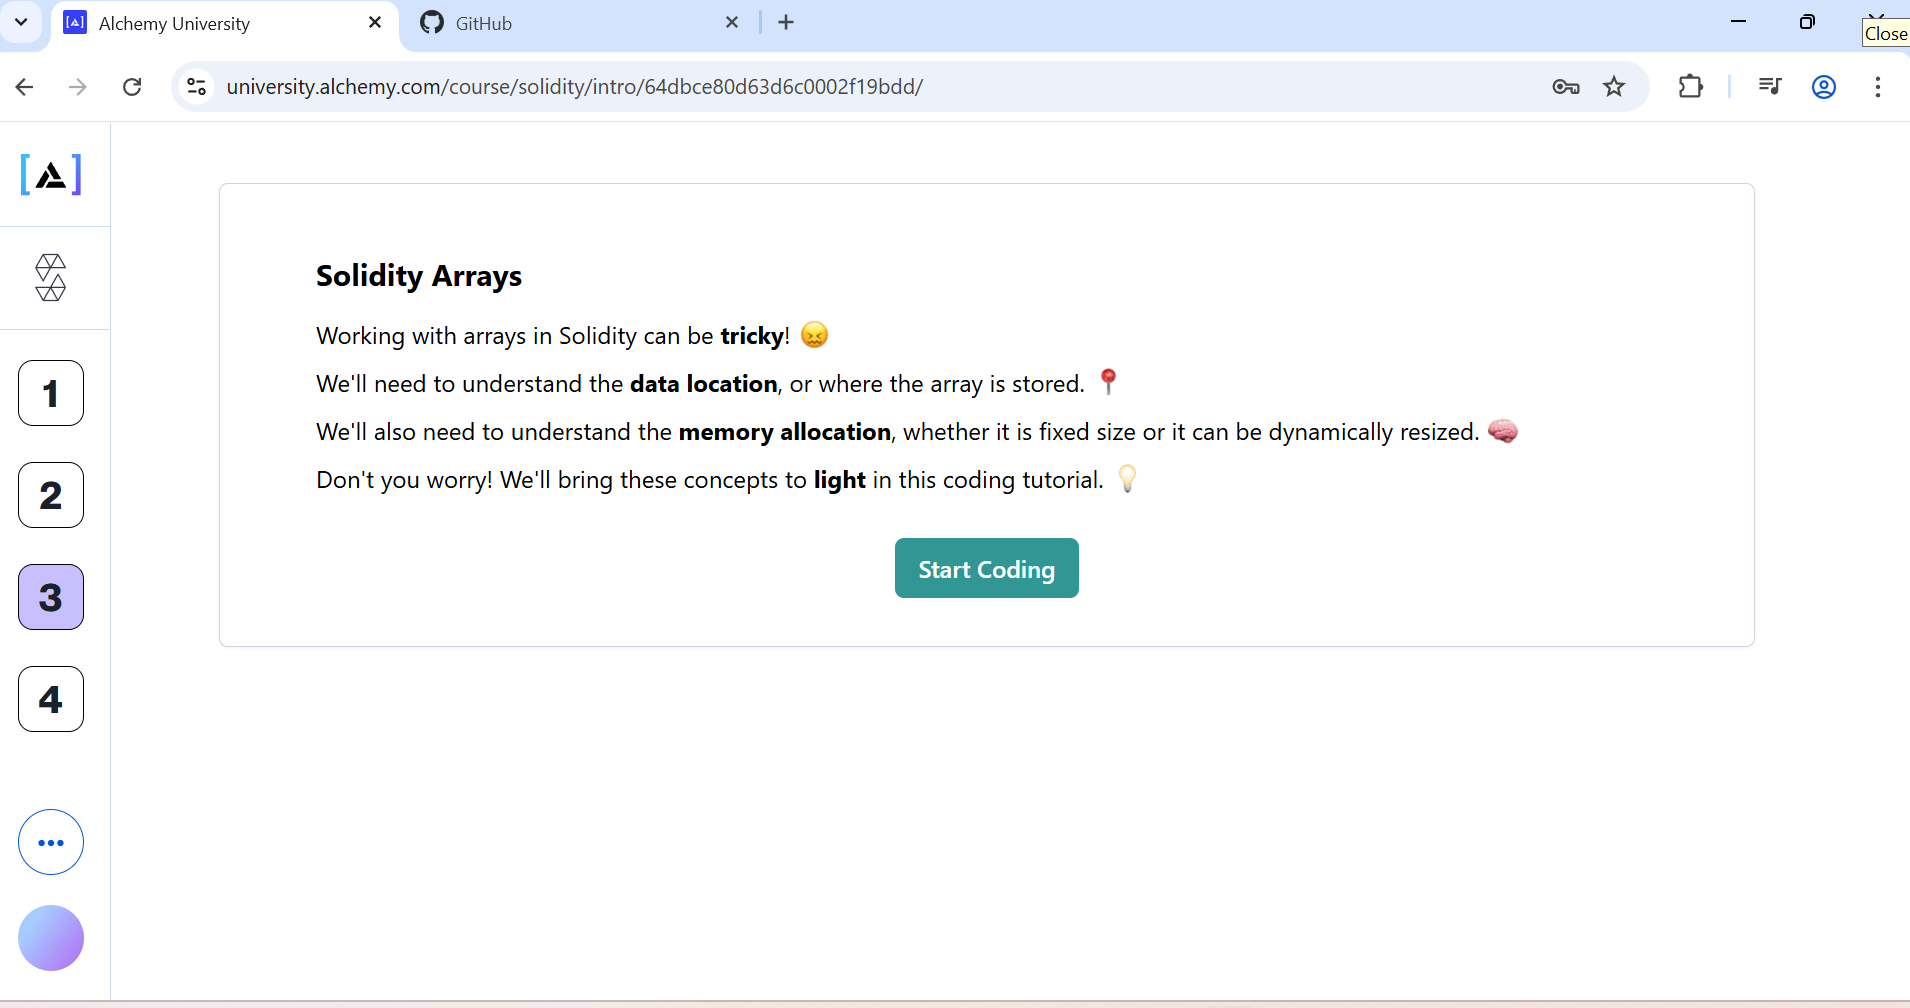 Alchemy University
GitHub
Close
university.alchemy.com/course/solidity/intro/64dbce80d63d6c0002f19bdd/
Solidity Arrays
Working with arrays in Solidity can be tricky! 😖
We'll need to understand the data location, or where the array is stored. 📍
We'll also need to understand the memory allocation, whether it is fixed size or it can be dynamically resized. 🧠
Don't you worry! We'll bring these concepts to light in this coding tutorial. 💡
Start Coding
1
2
3
4